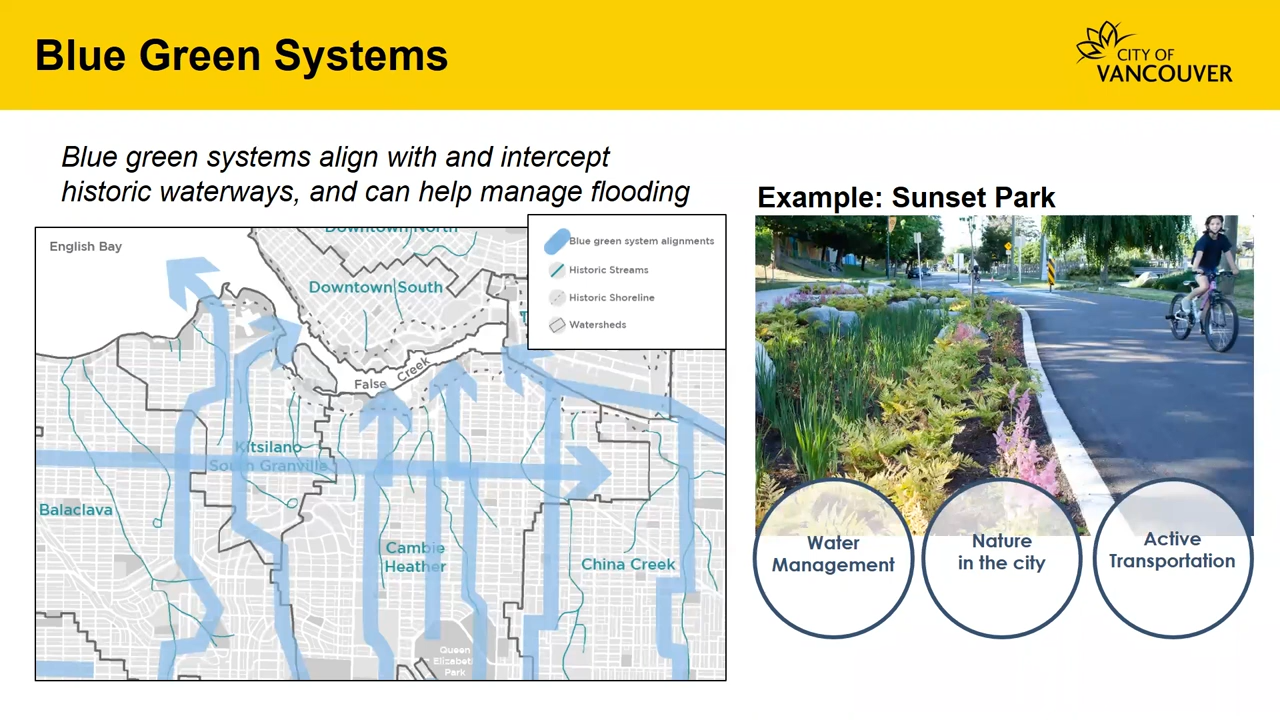 Blue Green Systems
CITY OF
VANCOUVER
Blue green systems align with and intercept
historic waterways, and can help manage flooding
Example: Sunset Park
English Bay
Downtown North
Downtown South
Blue green system alignments
Historic Streams
Historic Shoreline
Watersheds
False Creek
Kitsilano
South Granville
Balaclava
Cambie
Heather
China Creek
Queen
Elizabeth
Park
Water
Management
Nature
in the city
Active
Transportation